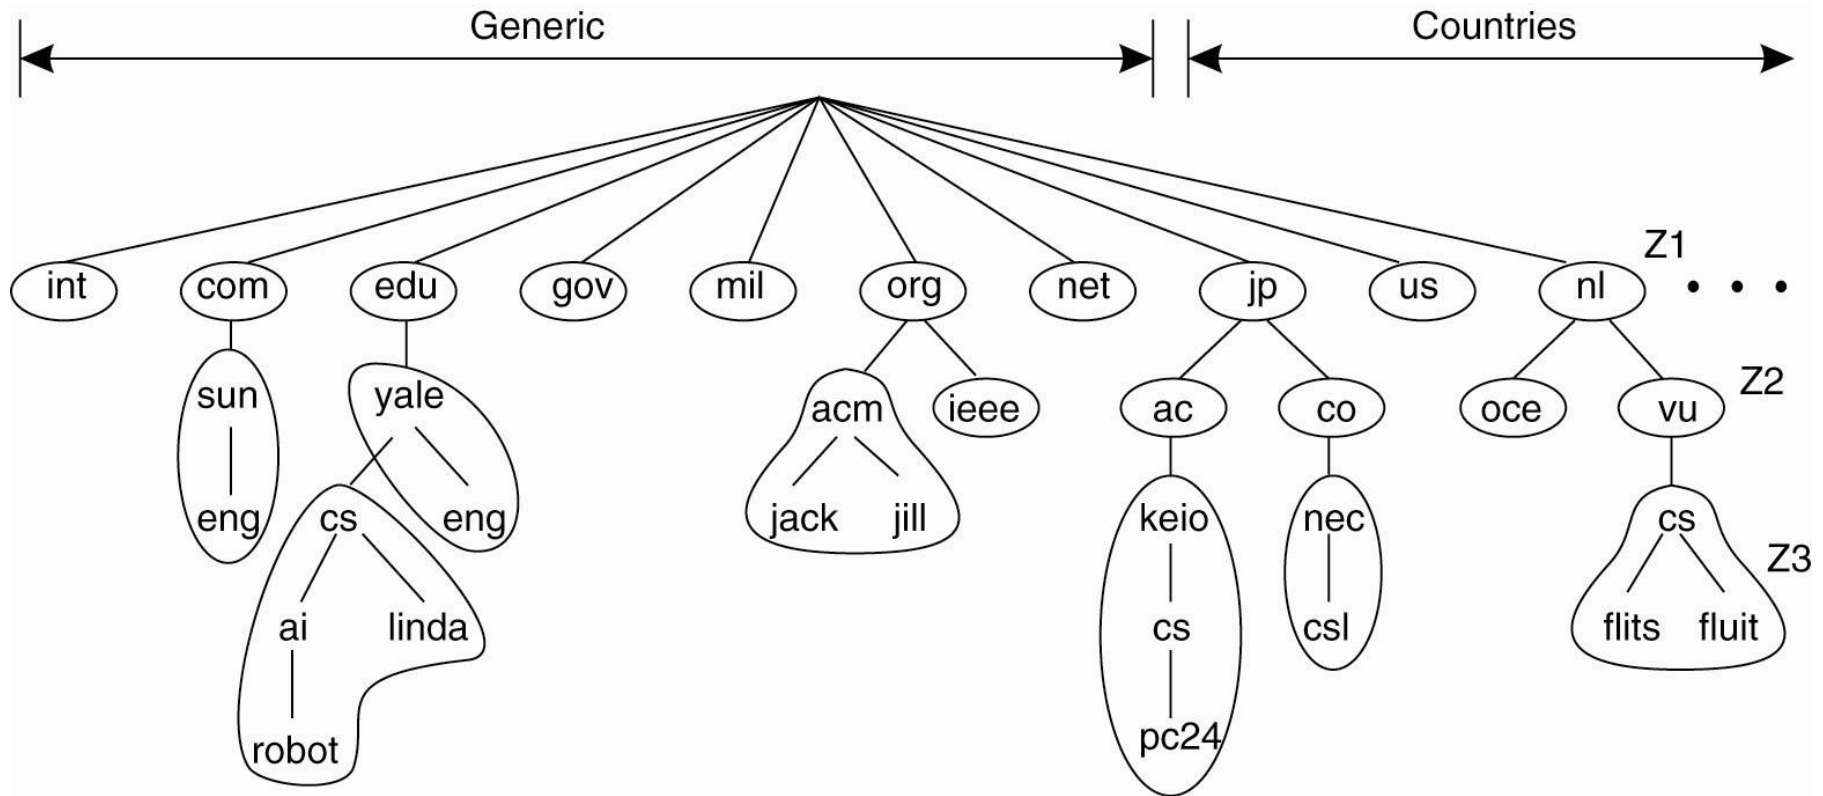 Generic Countries
Z1
int com edu gov mil org net jp us nl • • •
Z2
sun yale acm ieee ac co oce vu
eng cs eng jack jill keio nec cs
Z3
ai linda cs csl flits fluit
robot pc24